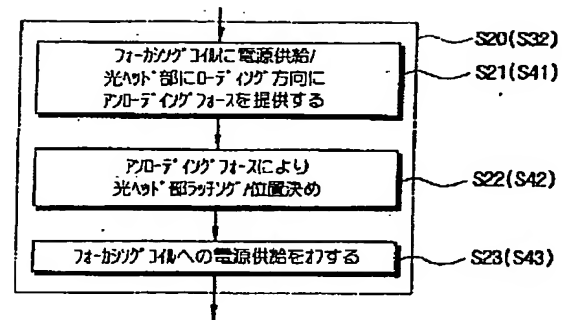 フォーカシングコイルに電源供給/
光ヘッド部にローディング方向に
アンローディングフォースを提供する
S20(S32)
S21(S41)
アンローディングフォースにより
光ヘッド部ラッチング/位置決め
S22(S42)
フォーカシングコイルへの電源供給をオフする
S23(S43)